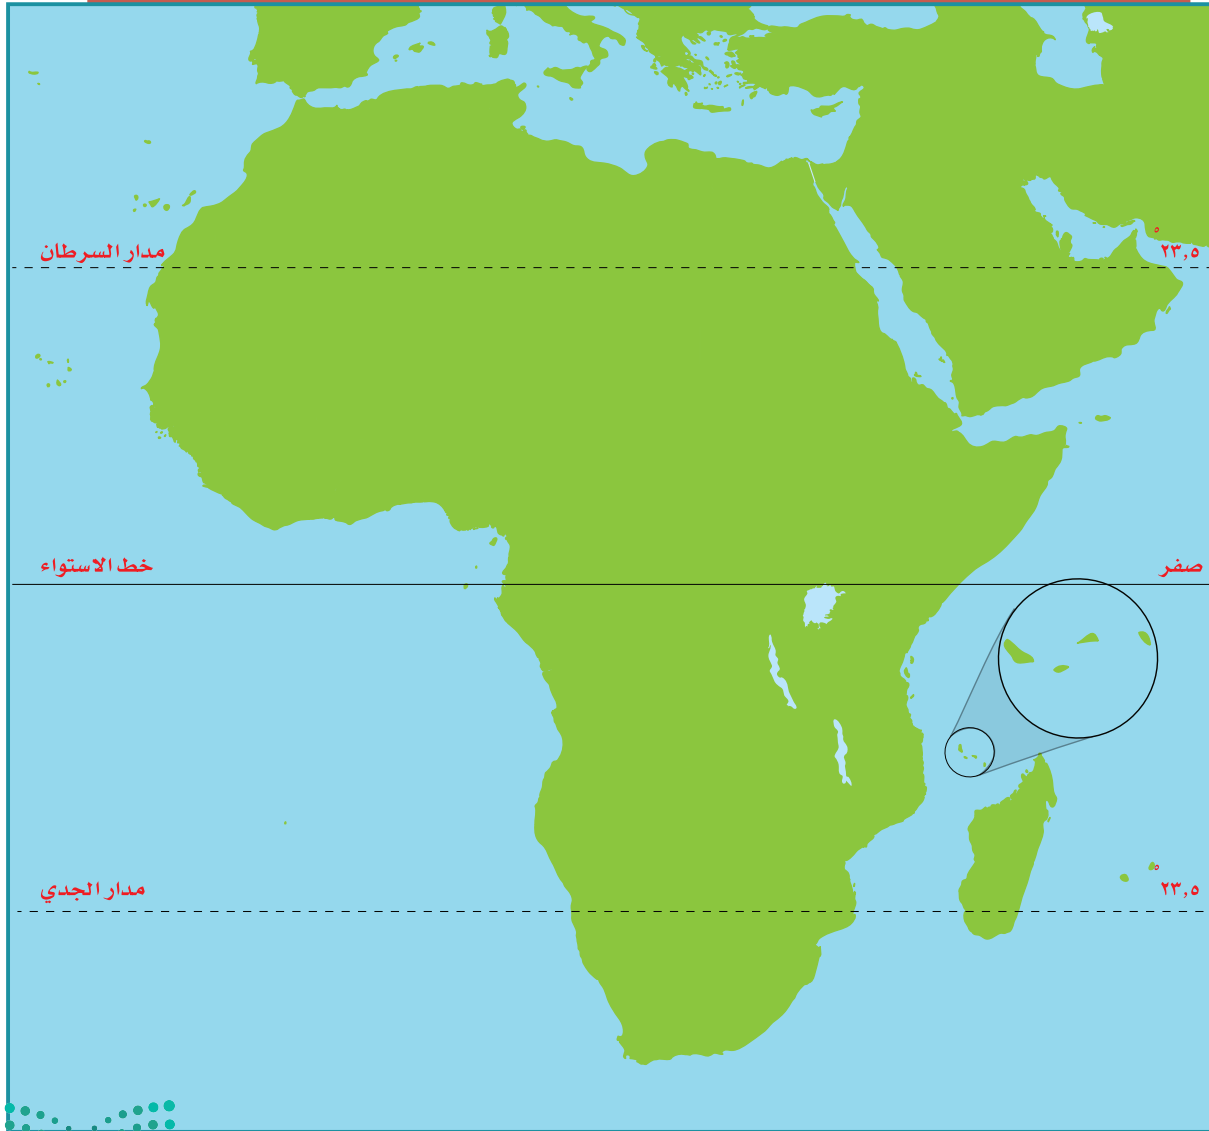 مدار السرطان
°٢٣,٥
خط الاستواء
صفر
مدار الجدي
°٢٣,٥